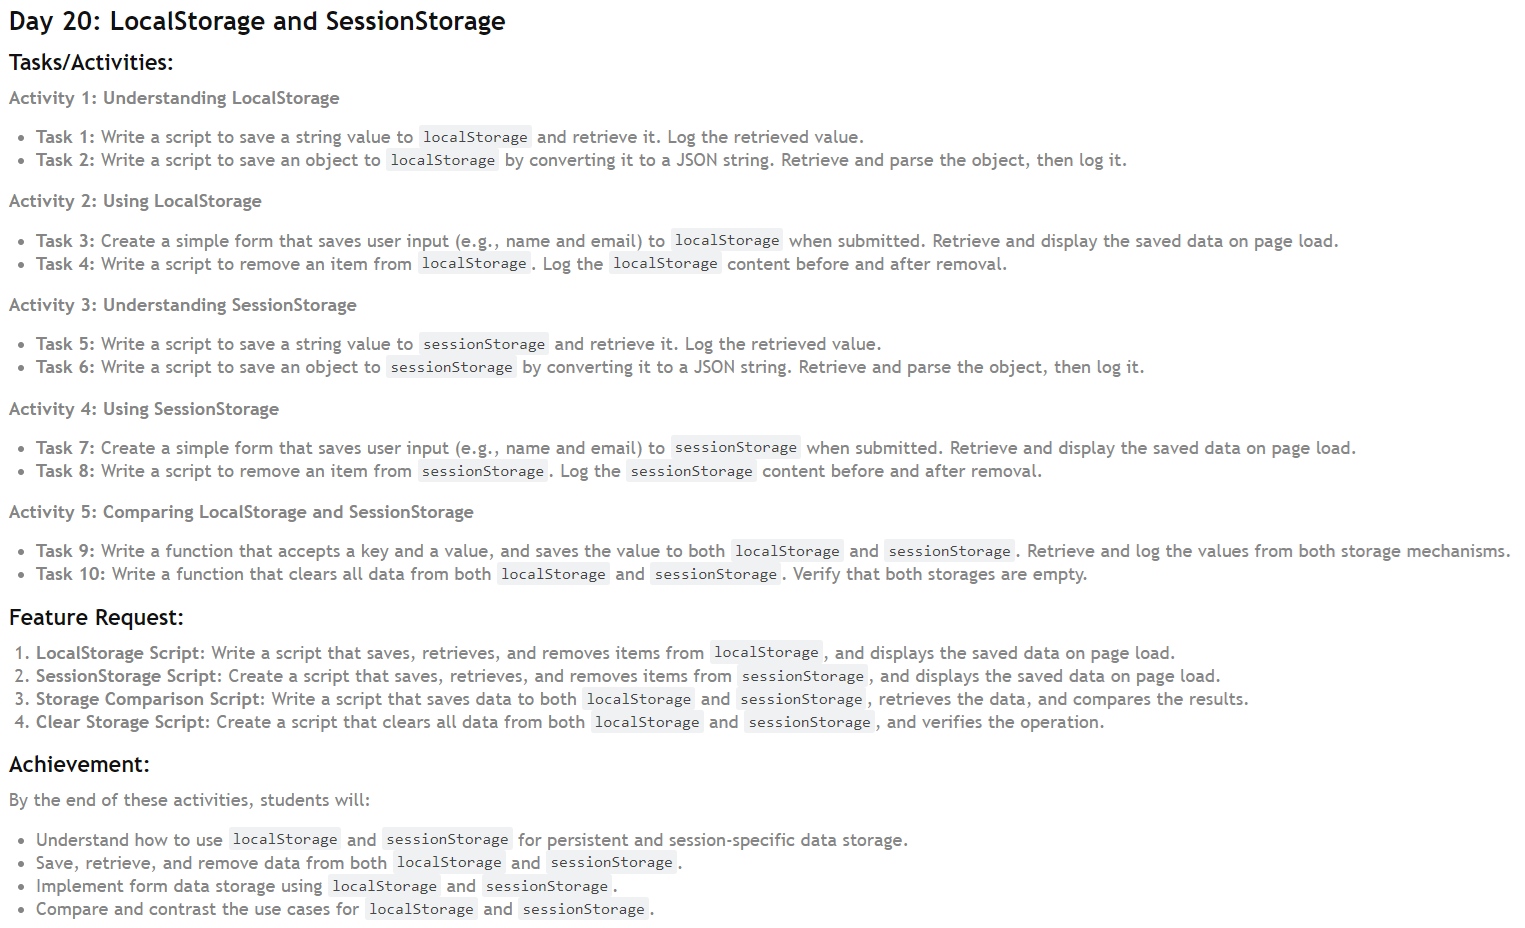 Day 20: LocalStorage and SessionStorage
Tasks/Activities:
Activity 1: Understanding LocalStorage
• Task 1: Write a script to save a string value to localStorage and retrieve it. Log the retrieved value.
• Task 2: Write a script to save an object to localStorage by converting it to a JSON string. Retrieve and parse the object, then log it.
Activity 2: Using LocalStorage
• Task 3: Create a simple form that saves user input (e.g., name and email) to localStorage when submitted. Retrieve and display the saved data on page load.
• Task 4: Write a script to remove an item from localStorage. Log the localStorage content before and after removal.
Activity 3: Understanding SessionStorage
• Task 5: Write a script to save a string value to sessionStorage and retrieve it. Log the retrieved value.
• Task 6: Write a script to save an object to sessionStorage by converting it to a JSON string. Retrieve and parse the object, then log it.
Activity 4: Using SessionStorage
• Task 7: Create a simple form that saves user input (e.g., name and email) to sessionStorage when submitted. Retrieve and display the saved data on page load.
• Task 8: Write a script to remove an item from sessionStorage. Log the sessionStorage content before and after removal.
Activity 5: Comparing LocalStorage and SessionStorage
• Task 9: Write a function that accepts a key and a value, and saves the value to both localStorage and sessionStorage. Retrieve and log the values from both storage mechanisms.
• Task 10: Write a function that clears all data from both localStorage and sessionStorage. Verify that both storages are empty.
Feature Request:
1. LocalStorage Script: Write a script that saves, retrieves, and removes items from localStorage, and displays the saved data on page load.
2. SessionStorage Script: Create a script that saves, retrieves, and removes items from sessionStorage, and displays the saved data on page load.
3. Storage Comparison Script: Write a script that saves data to both localStorage and sessionStorage, retrieves the data, and compares the results.
4. Clear Storage Script: Create a script that clears all data from both localStorage and sessionStorage, and verifies the operation.
Achievement:
By the end of these activities, students will:
• Understand how to use localStorage and sessionStorage for persistent and session-specific data storage.
• Save, retrieve, and remove data from both localStorage and sessionStorage.
• Implement form data storage using localStorage and sessionStorage.
• Compare and contrast the use cases for localStorage and sessionStorage.